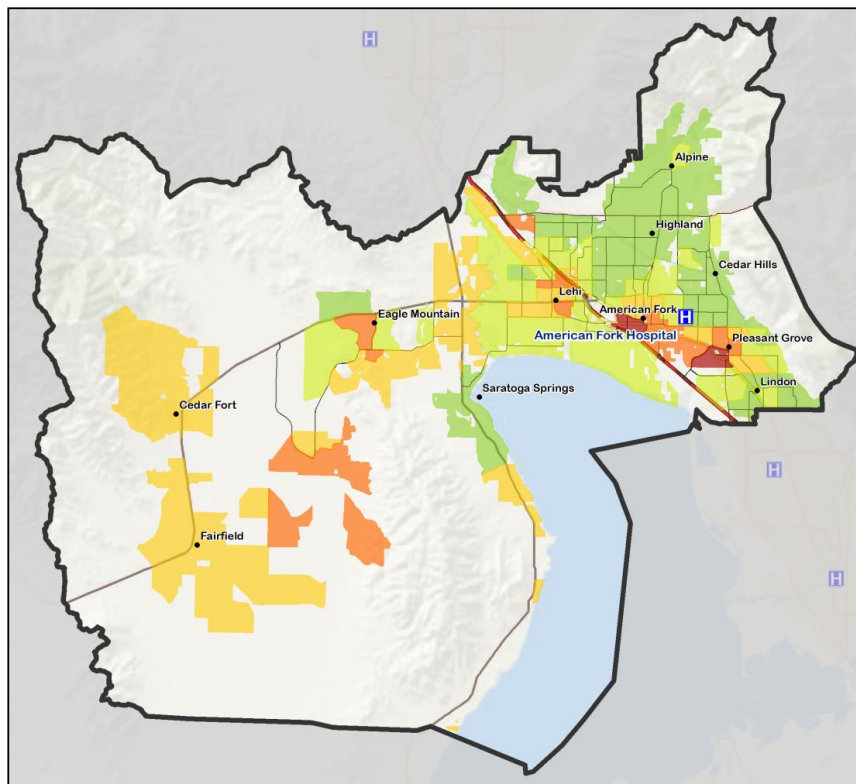 H
Alpine
Highland
Cedar Hills
Lehi
American Fork
H
Eagle Mountain
American Fork Hospital
Pleasant Grove
Lindon
Saratoga Springs
Cedar Fort
H
Fairfield
H